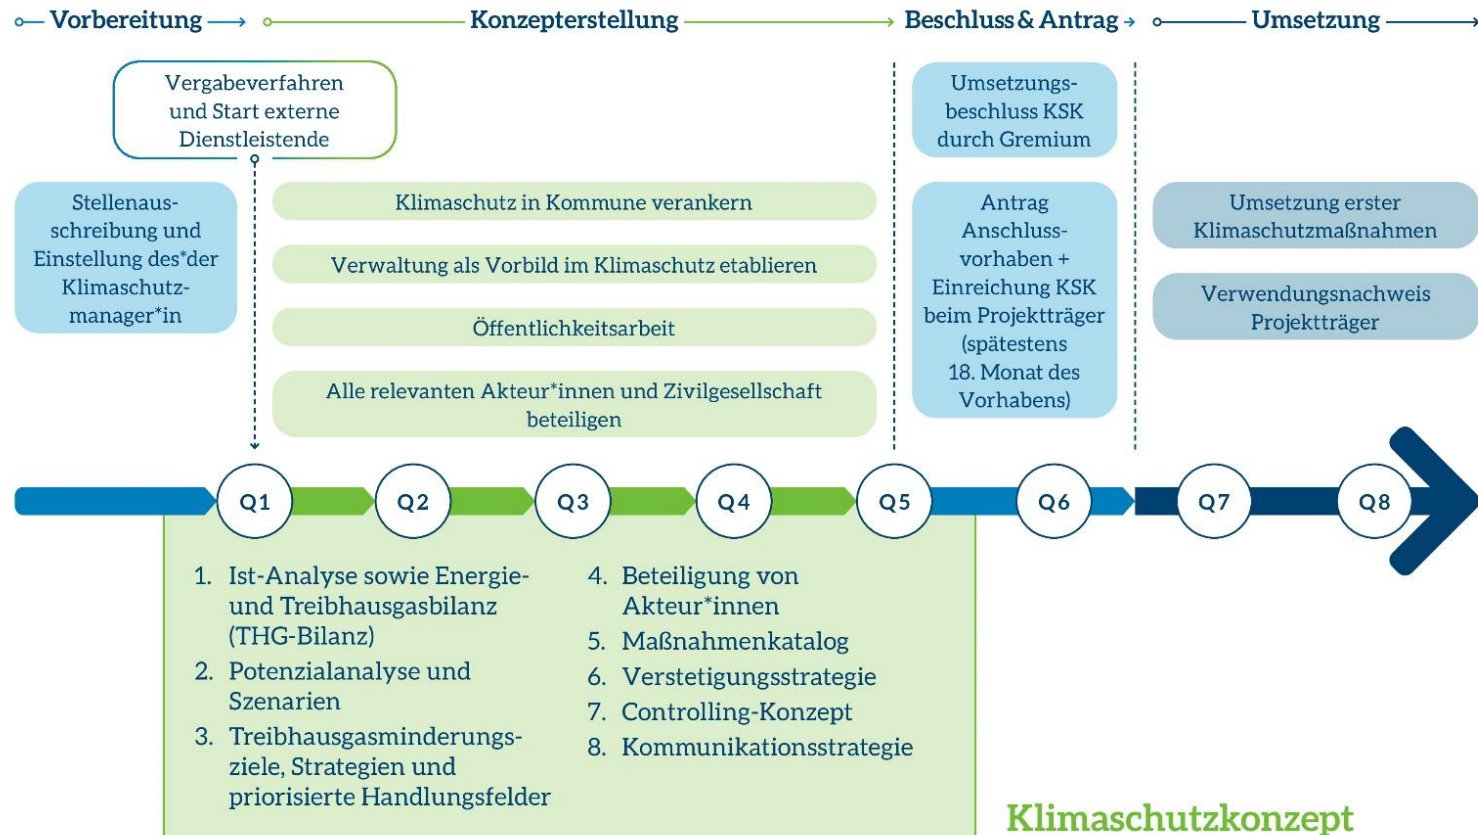 Vorbereitung
Konzepterstellung
Beschluss & Antrag
Umsetzung
Vergabeverfahren
und Start externe
Dienstleistende
Stellenaus-
schreibung und
Einstellung des*der
Klimaschutz-
manager*in
Klimaschutz in Kommune verankern
Verwaltung als Vorbild im Klimaschutz etablieren
Öffentlichkeitsarbeit
Alle relevanten Akteur*innen und Zivilgesellschaft
beteiligen
Umsetzungs-
beschluss KSK
durch Gremium
Antrag
Anschluss-
vorhaben +
Einreichung KSK
beim Projektträger
(spätestens
18. Monat des
Vorhabens)
Umsetzung erster
Klimaschutzmaßnahmen
Verwendungsnachweis
Projektträger
Q1
Q2
Q3
Q4
Q5
Q6
Q7
Q8
1. Ist-Analyse sowie Energie-
und Treibhausgasbilanz
(THG-Bilanz)
2. Potenzialanalyse und
Szenarien
3. Treibhausgasminderungs-
ziele, Strategien und
priorisierte Handlungsfelder
4. Beteiligung von
Akteur*innen
5. Maßnahmenkatalog
6. Verstetigungsstrategie
7. Controlling-Konzept
8. Kommunikationsstrategie
Klimaschutzkonzept